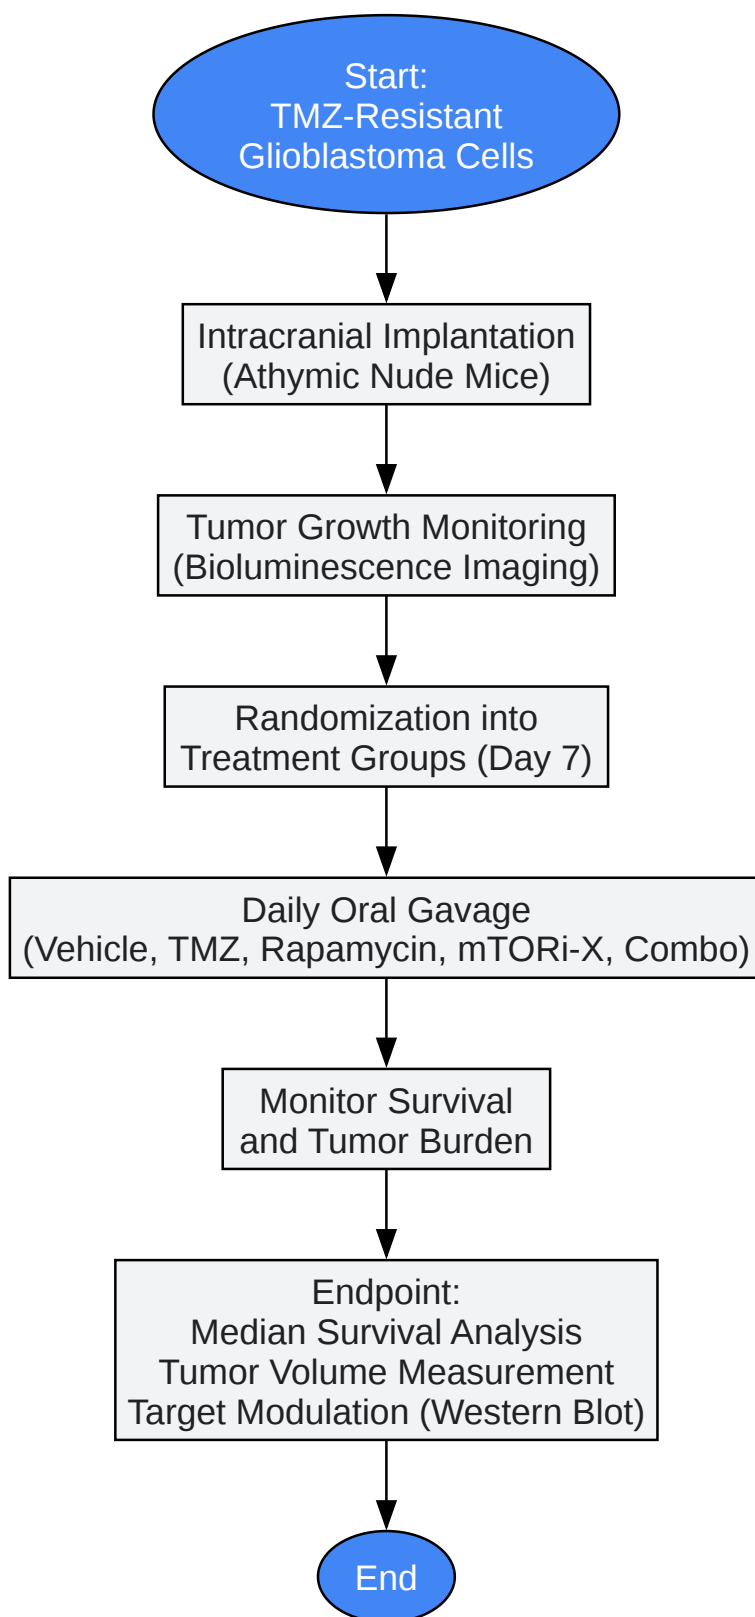 Start:
TMZ-Resistant
Glioblastoma Cells
Intracranial Implantation
(Athymic Nude Mice)
Tumor Growth Monitoring
(Bioluminescence Imaging)
Randomization into
Treatment Groups (Day 7)
Daily Oral Gavage
(Vehicle, TMZ, Rapamycin, mTORi-X, Combo)
Monitor Survival
and Tumor Burden
Endpoint:
Median Survival Analysis
Tumor Volume Measurement
Target Modulation (Western Blot)
End